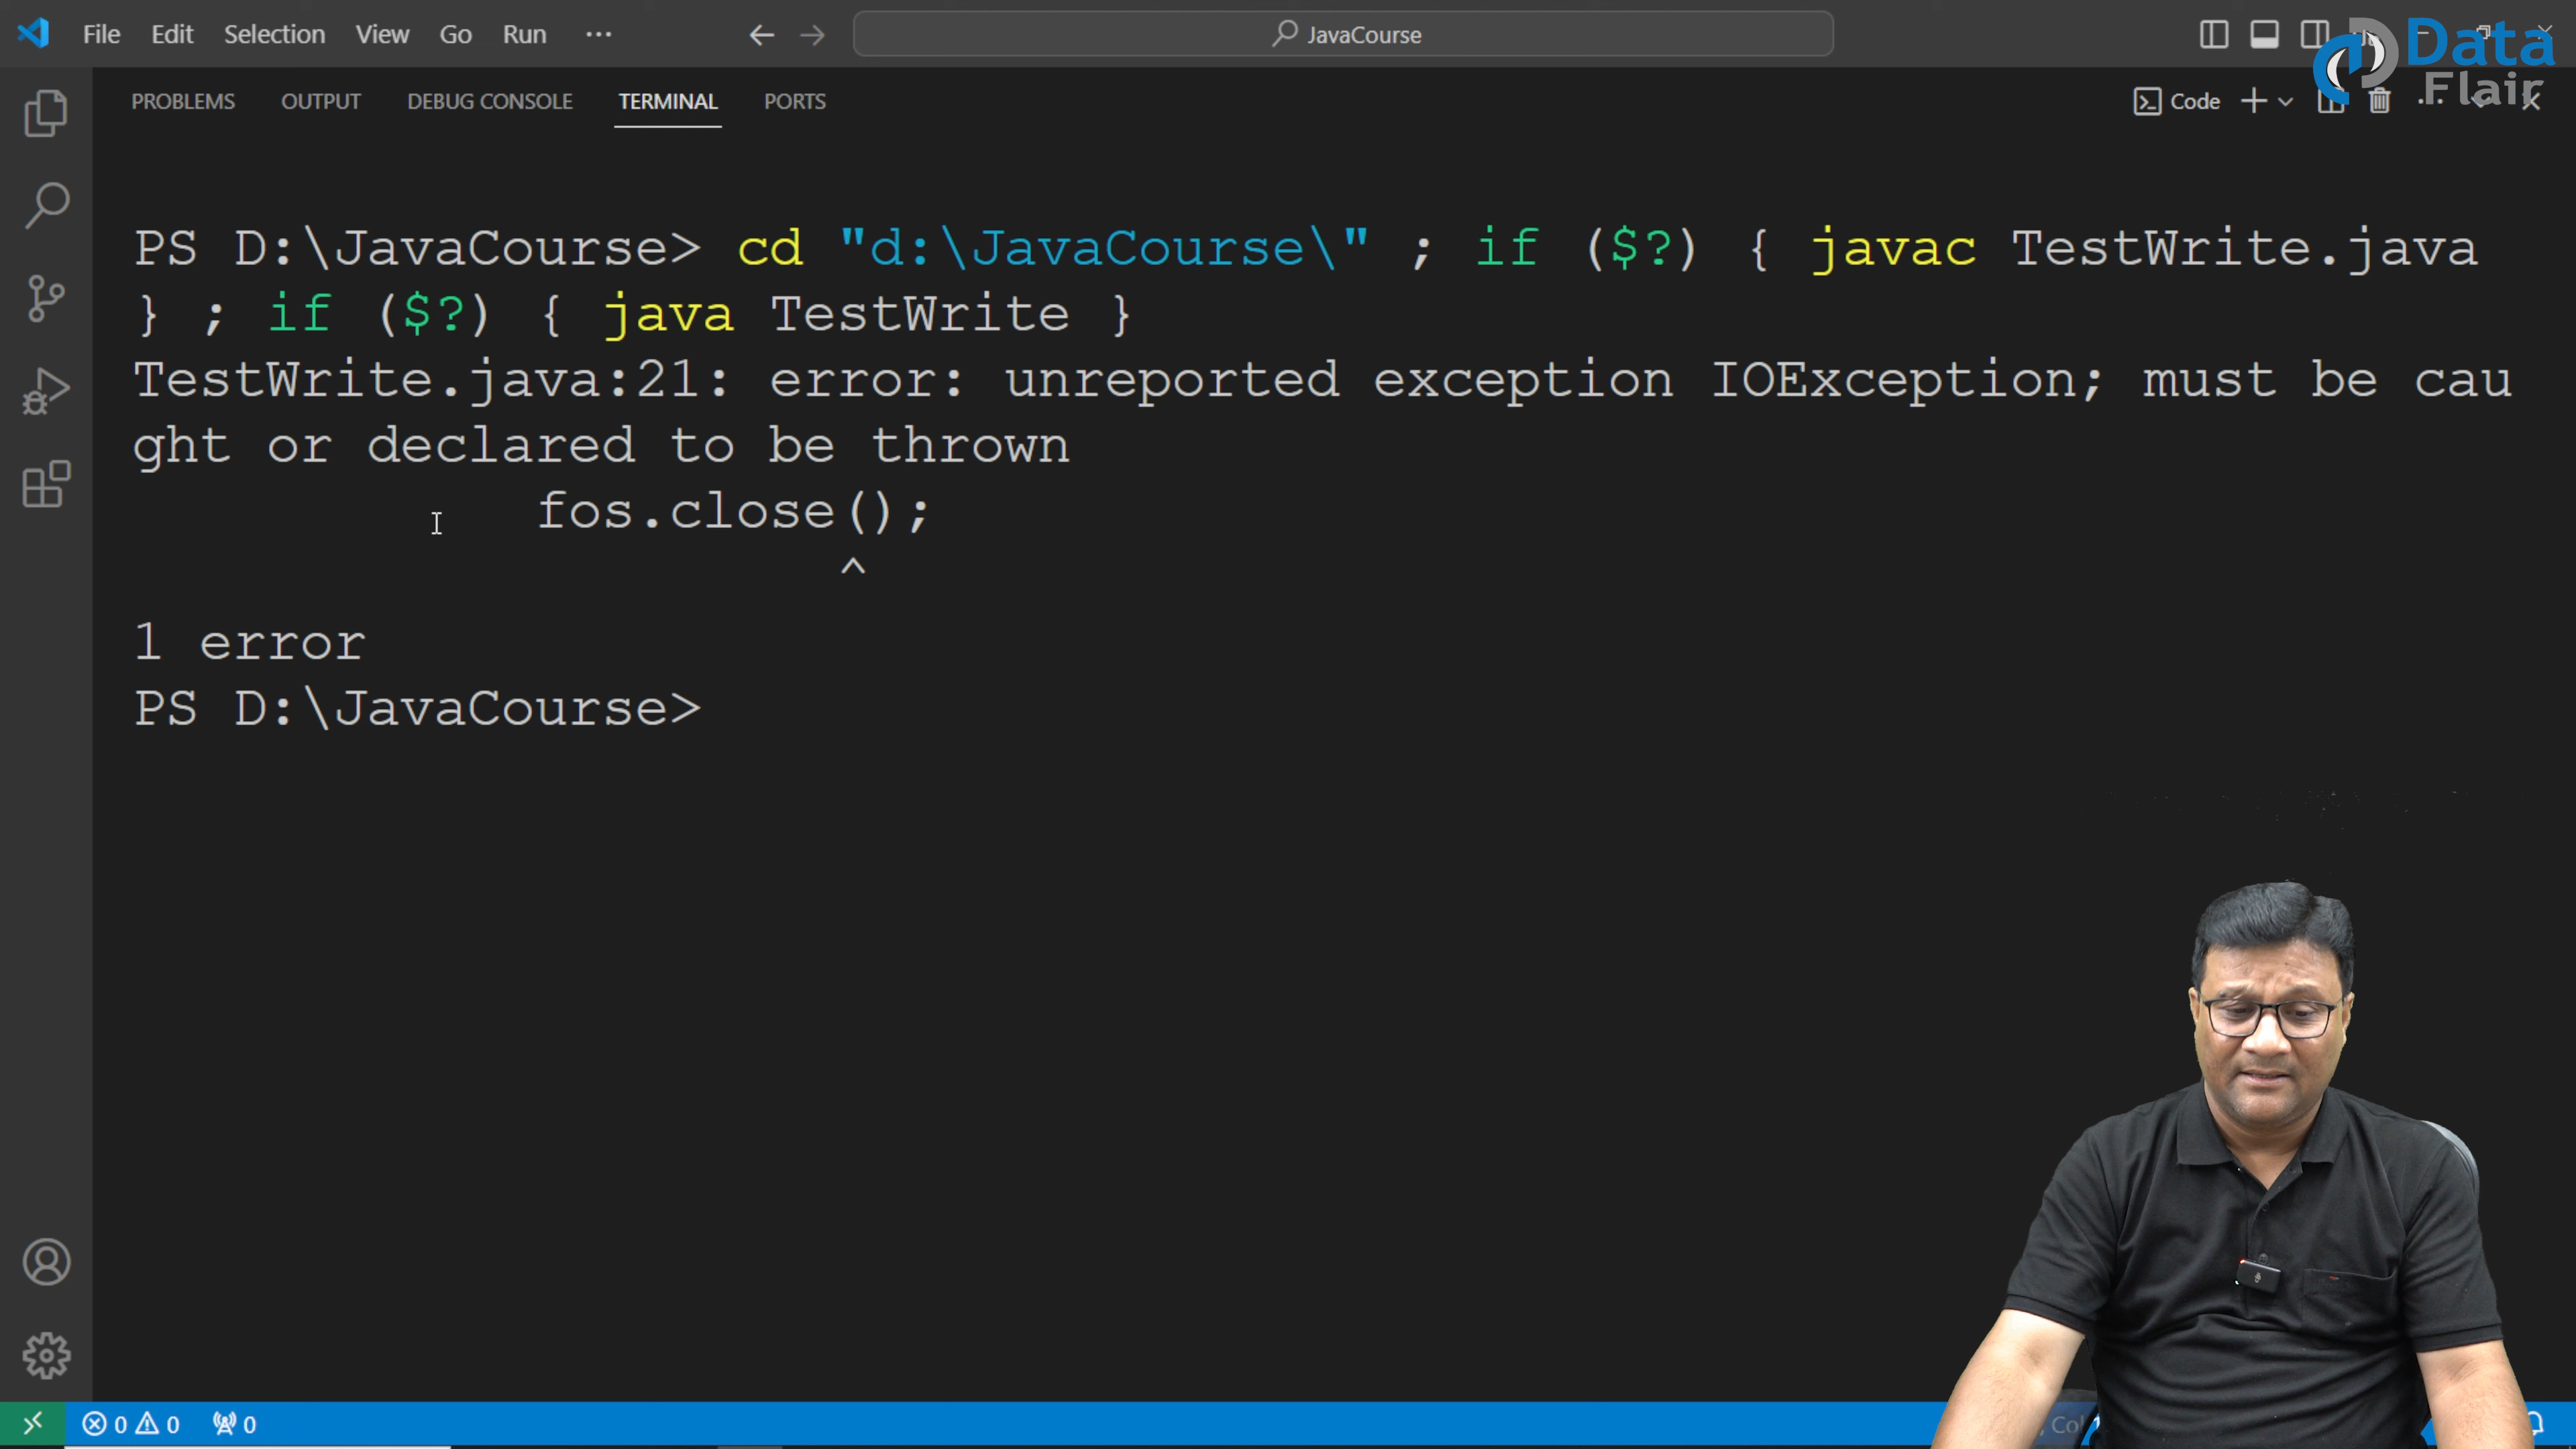 File Edit Selection View Go Run ··· JavaCourse
Data
Flair
PROBLEMS OUTPUT DEBUG CONSOLE TERMINAL PORTS Code
PS D:\JavaCourse> cd "d:\JavaCourse\" ; if ($?) { javac TestWrite.java
} ; if ($?) { java TestWrite }
TestWrite.java:21: error: unreported exception IOException; must be cau
ght or declared to be thrown
fos.close();
^
1 error
PS D:\JavaCourse>
0 0 0